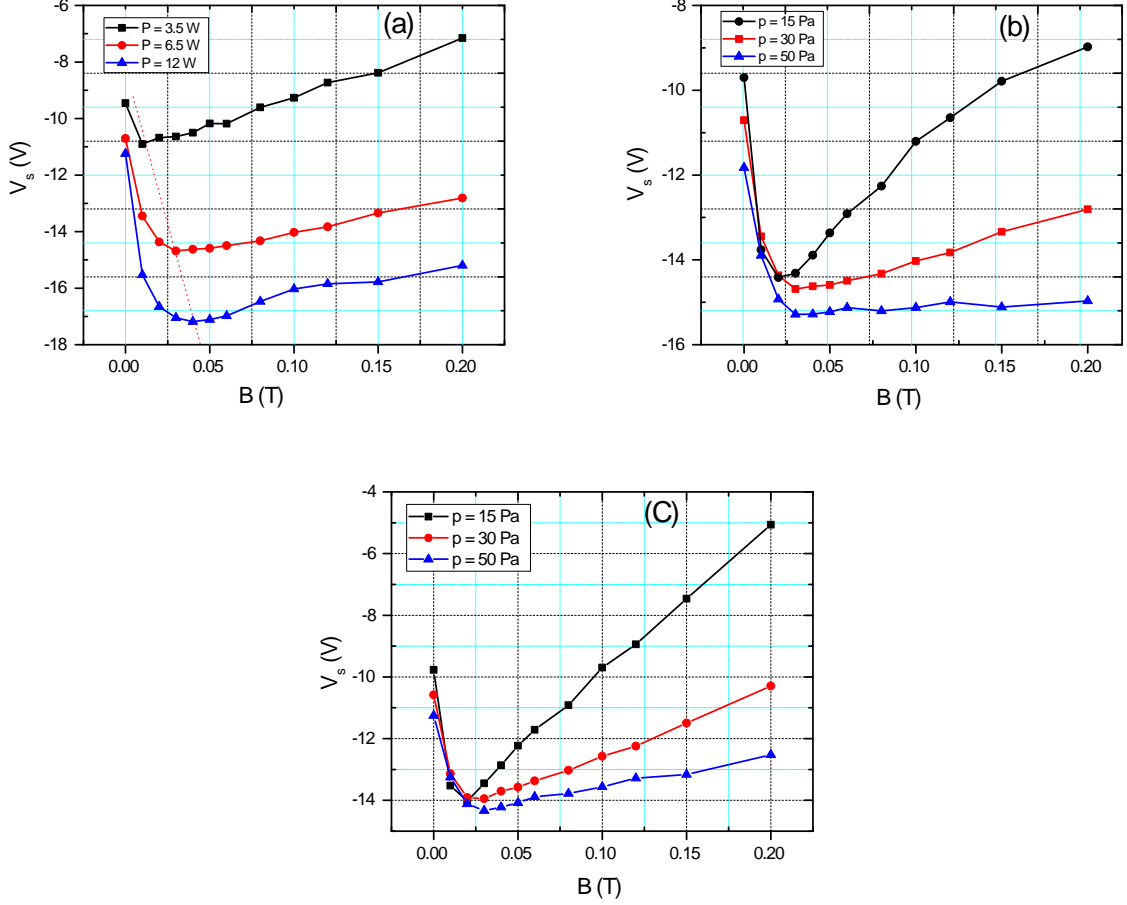 (a)
P = 3.5 W
P = 6.5 W
P = 12 W
-6
-8
-10
-12
-14
-16
-18
V s (V)
0.00 0.05 0.10 0.15 0.20
B (T)
(b)
p = 15 Pa
p = 30 Pa
p = 50 Pa
-8
-10
-12
-14
-16
V s (V)
0.00 0.05 0.10 0.15 0.20
B (T)
(C)
p = 15 Pa
p = 30 Pa
p = 50 Pa
-4
-6
-8
-10
-12
-14
V s (V)
0.00 0.05 0.10 0.15 0.20
B (T)